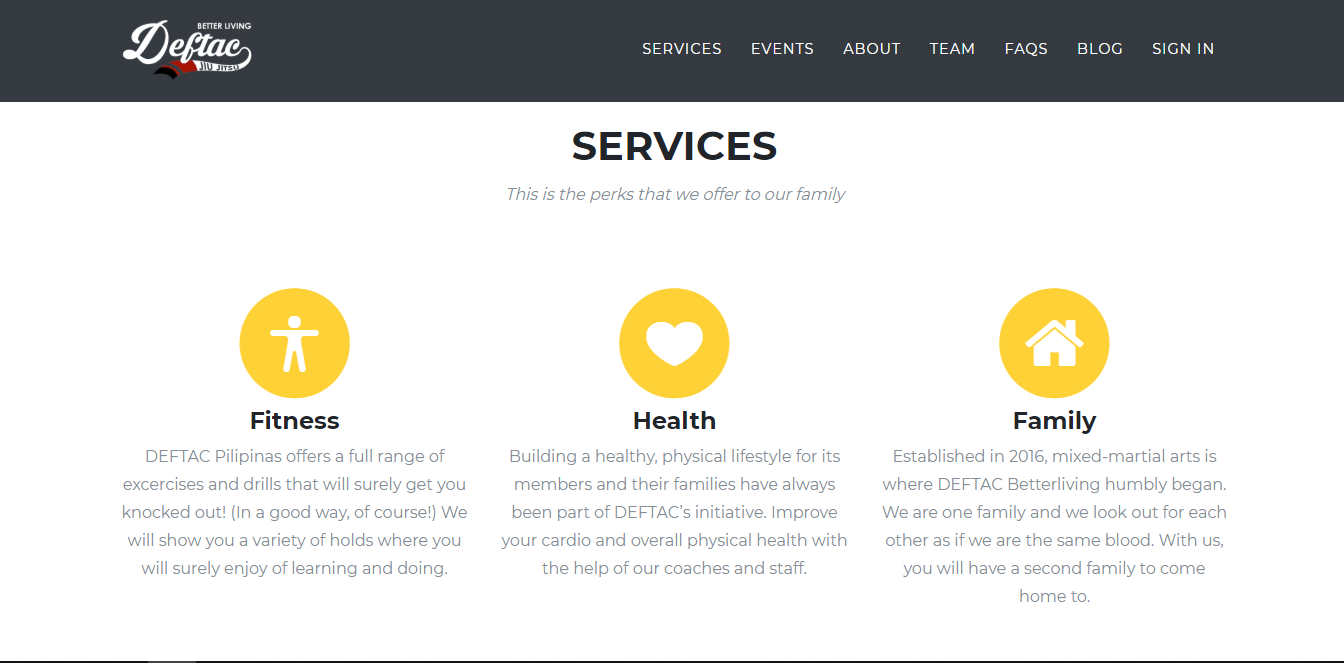 BETTER LIVING
Deftac
JIU JITSU
SERVICES EVENTS ABOUT TEAM FAQS BLOG SIGN IN
SERVICES
This is the perks that we offer to our family
Fitness
DEFTAC Pilipinas offers a full range of
excercises and drills that will surely get you
knocked out! (In a good way, of course!) We
will show you a variety of holds where you
will surely enjoy of learning and doing.
Health
Building a healthy, physical lifestyle for its
members and their families have always
been part of DEFTAC’s initiative. Improve
your cardio and overall physical health with
the help of our coaches and staff.
Family
Established in 2016, mixed-martial arts is
where DEFTAC Betterliving humbly began.
We are one family and we look out for each
other as if we are the same blood. With us,
you will have a second family to come
home to.